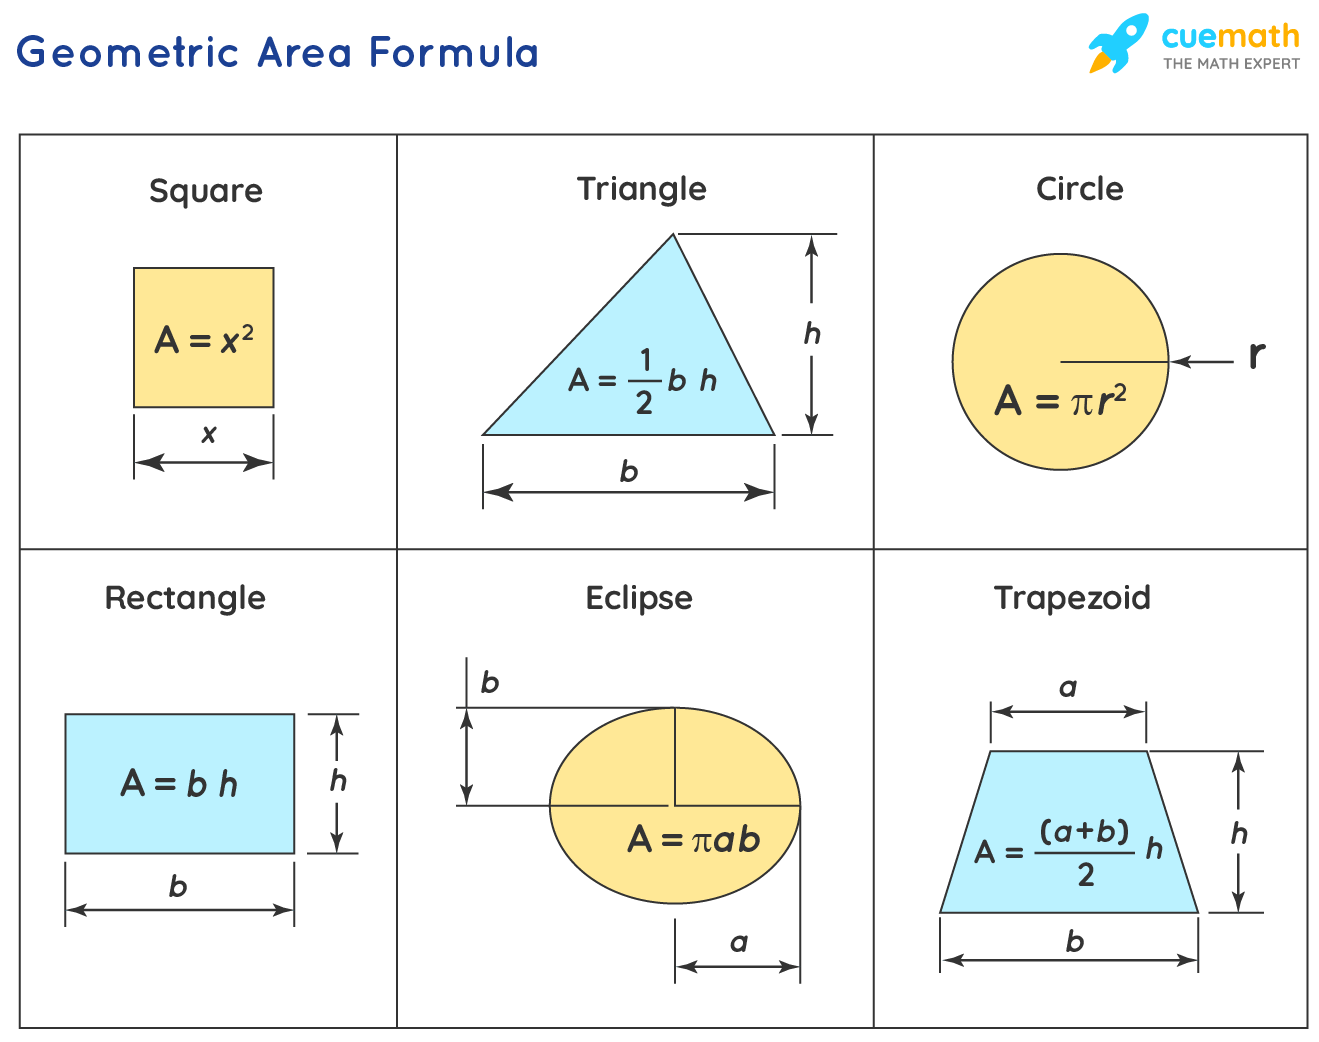 Geometric Area Formula
cuemath
THE MATH EXPERT
Square
A = x²
x
Triangle
A = 1/2 b h
h
b
Circle
A = πr²
r
Rectangle
A = b h
h
b
Eclipse
b
A = πab
a
Trapezoid
a
A = (a+b)/2 h
h
b